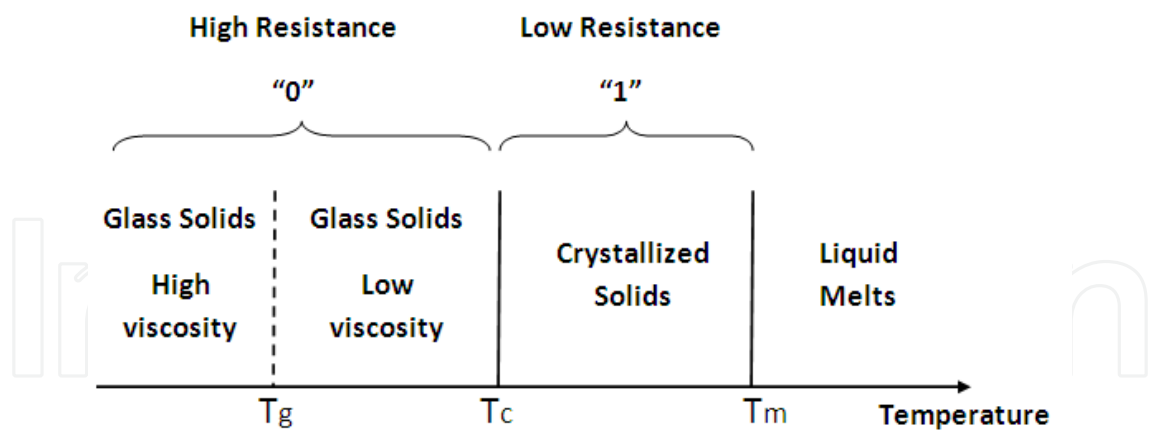 High Resistance
Low Resistance
“0”
“1”
Glass Solids
Glass Solids
High
viscosity
Low
viscosity
Crystallized
Solids
Liquid
Melts
Tg
Tc
Tm
Temperature